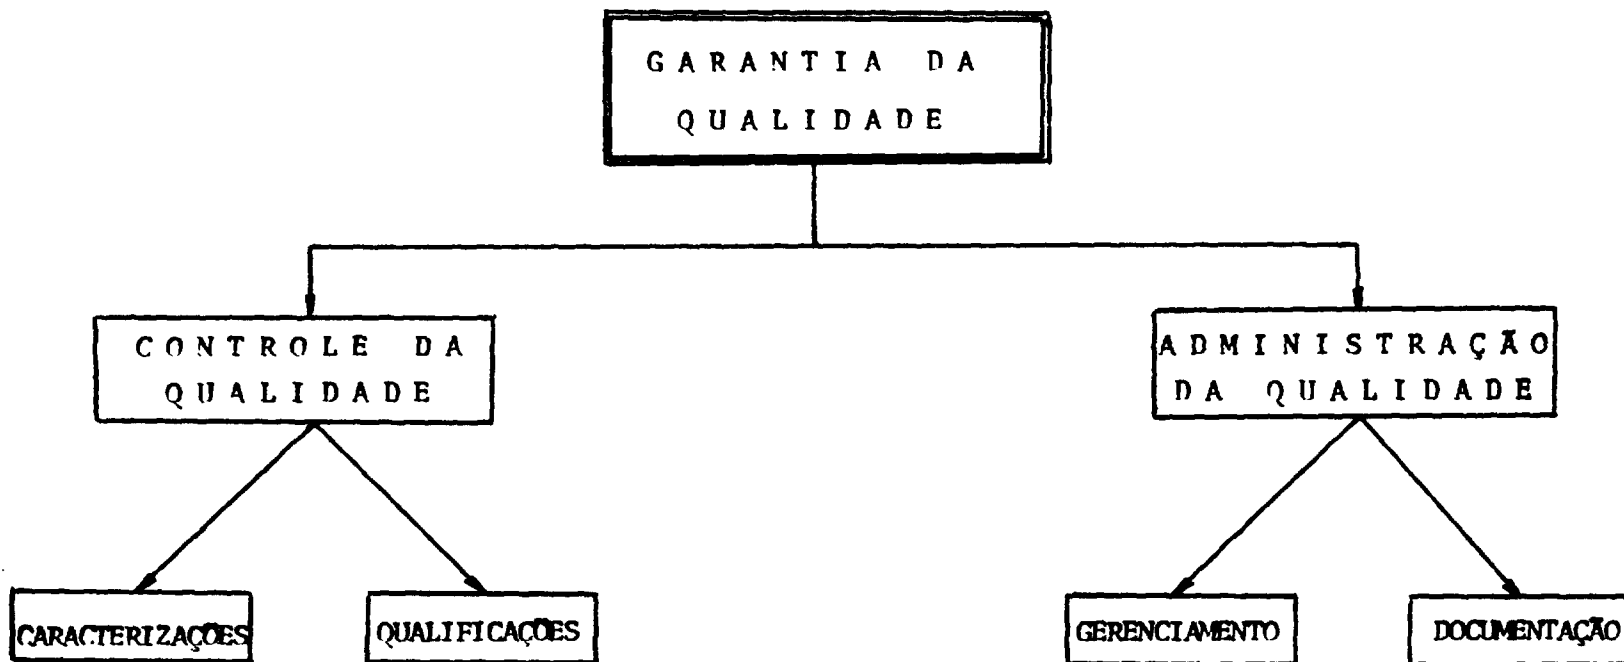 GARANTIA DA
QUALIDADE
CONTROLE DA
QUALIDADE
ADMINISTRAÇÃO
DA QUALIDADE
CARACTERIZAÇÕES
QUALIFICAÇÕES
GERENCIAMENTO
DOCUMENTAÇÃO